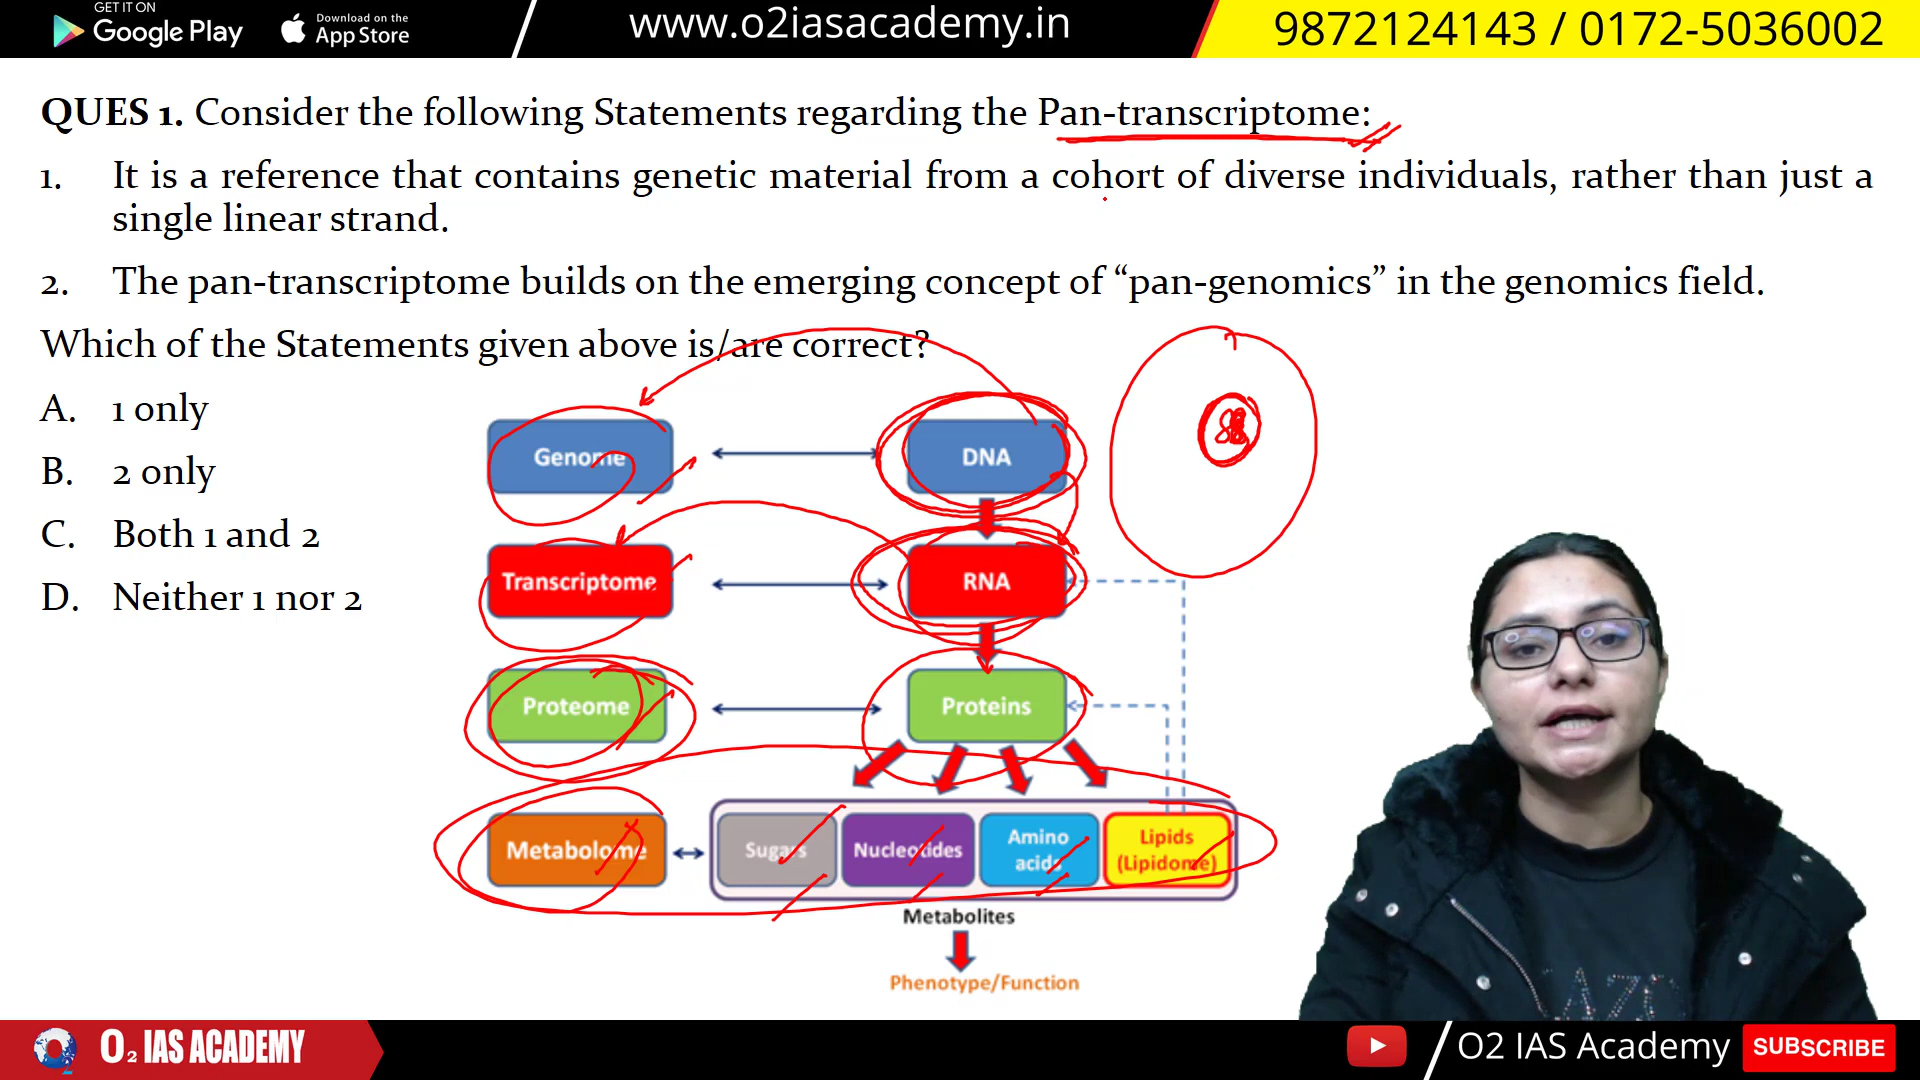 GET IT ON
Google Play
Download on the
App Store
www.o2iasacademy.in
9872124143 / 0172-5036002
QUES 1. Consider the following Statements regarding the Pan-transcriptome:
1. It is a reference that contains genetic material from a cohort of diverse individuals, rather than just a
single linear strand.
2. The pan-transcriptome builds on the emerging concept of “pan-genomics” in the genomics field.
Which of the Statements given above is/are correct?
A. 1 only
B. 2 only
C. Both 1 and 2
D. Neither 1 nor 2
Genome
DNA
Transcriptome
RNA
Proteome
Proteins
Metabolome
Sugars
Nucleotides
Amino
acids
Lipids
(Lipidome)
Metabolites
Phenotype/Function
O2 IAS ACADEMY
O2 IAS Academy
SUBSCRIBE